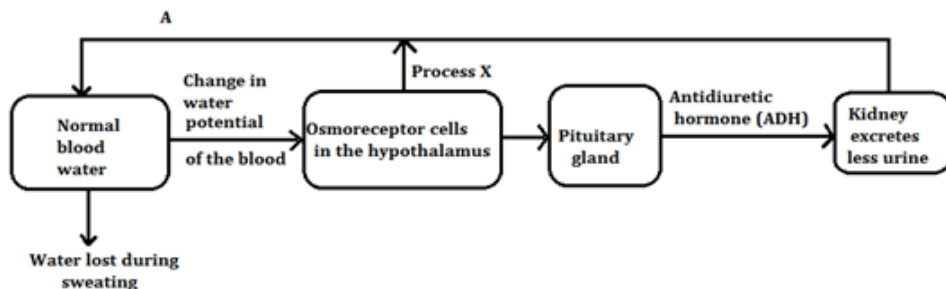 A
Process X
Change in
water
potential
of the blood
Normal
blood
water
Osmoreceptor cells
in the hypothalamus
Pituitary
gland
Antidiuretic
hormone (ADH)
Kidney
excretes
less urine
Water lost during
sweating